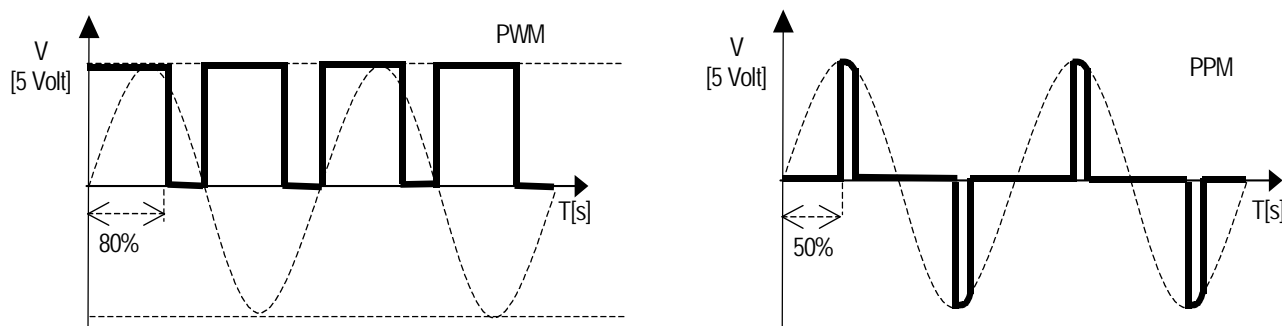 V
[5 Volt]
PWM
T[s]
80%
V
[5 Volt]
PPM
T[s]
50%